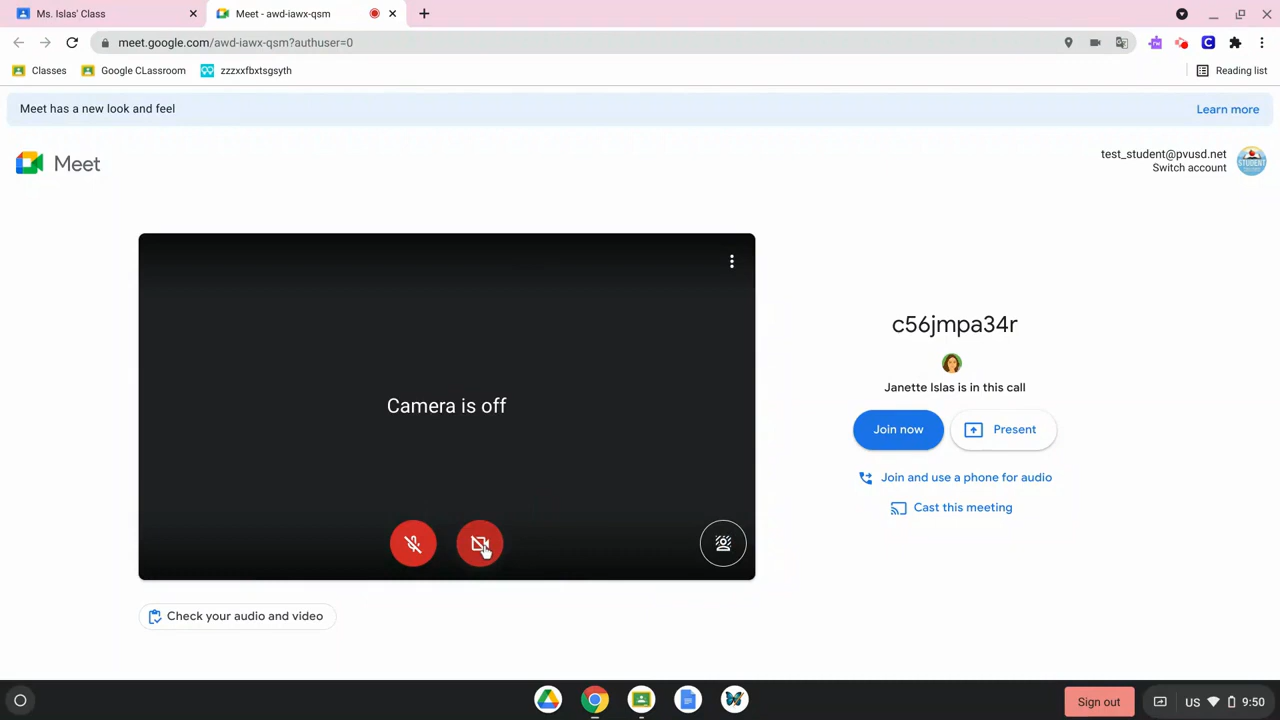 Ms. Islas' Class
Meet - awd-iawx-qsm
meet.google.com/awd-iawx-qsm?authuser=0
Classes
Google CLassroom
zzzxxfbxtsgsyth
Reading list
Meet has a new look and feel
Learn more
Meet
test_student@pvusd.net
Switch account
STUDENT
Camera is off
c56jmpa34r
Janette Islas is in this call
Join now
Present
Join and use a phone for audio
Cast this meeting
Check your audio and video
Sign out
US
9:50